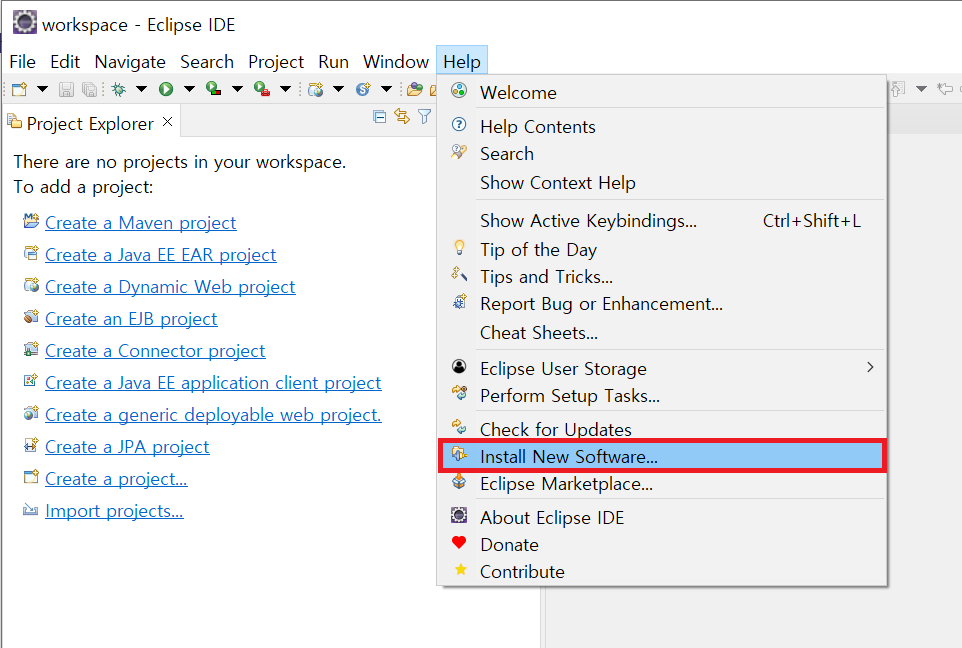 workspace - Eclipse IDE
File Edit Navigate Search Project Run Window Help
Project Explorer
There are no projects in your workspace.
To add a project:
Create a Maven project
Create a Java EE EAR project
Create a Dynamic Web project
Create an EJB project
Create a Connector project
Create a Java EE application client project
Create a generic deployable web project.
Create a JPA project
Create a project...
Import projects...
Welcome
Help Contents
Search
Show Context Help
Show Active Keybindings... Ctrl+Shift+L
Tip of the Day
Tips and Tricks...
Report Bug or Enhancement...
Cheat Sheets...
Eclipse User Storage
Perform Setup Tasks...
Check for Updates
Install New Software...
Eclipse Marketplace...
About Eclipse IDE
Donate
Contribute